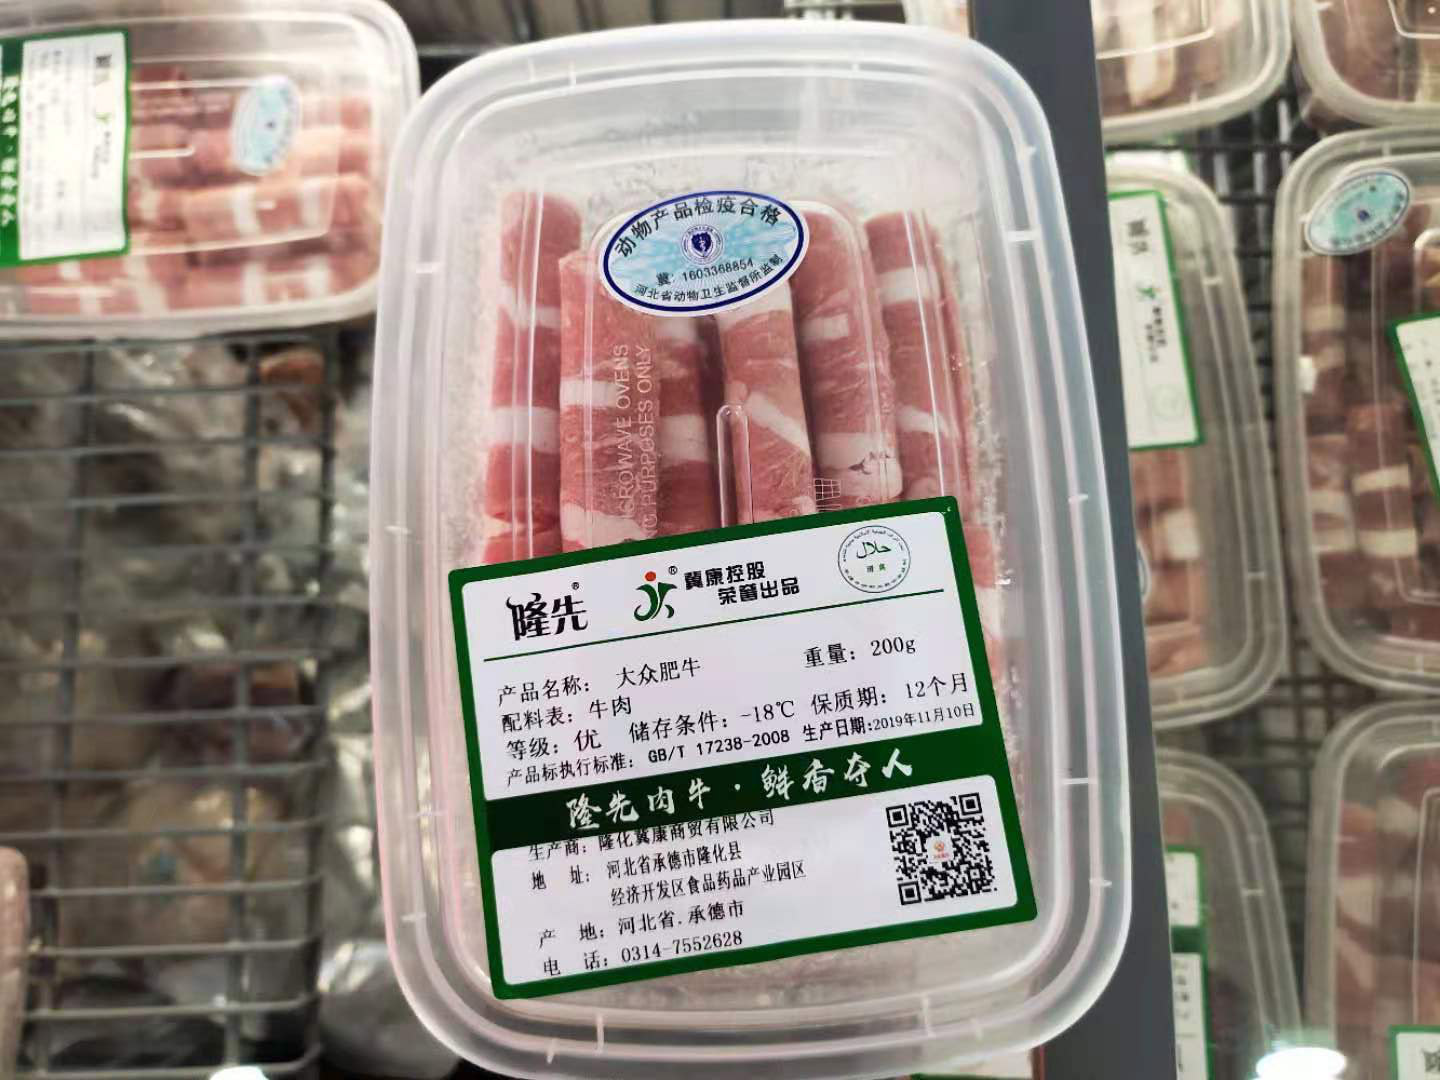 动物产品检疫合格
冀: 1603368854
河北省动物卫生监督所监制
CROWAVE OVENS
PURPOSES ONLY
隆先®
® 冀康控股
荣誉出品
حلال
清真
产品名称: 大众肥牛 重量: 200g
配料表: 牛肉
等级: 优 储存条件: -18℃ 保质期: 12个月
产品标执行标准: GB/T 17238-2008 生产日期:2019年11月10日
隆先肉牛·鲜香夺人
生产商: 隆化冀康商贸有限公司
地 址: 河北省承德市隆化县
经济开发区食品药品产业园区
产 地: 河北省.承德市
电 话: 0314-7552628